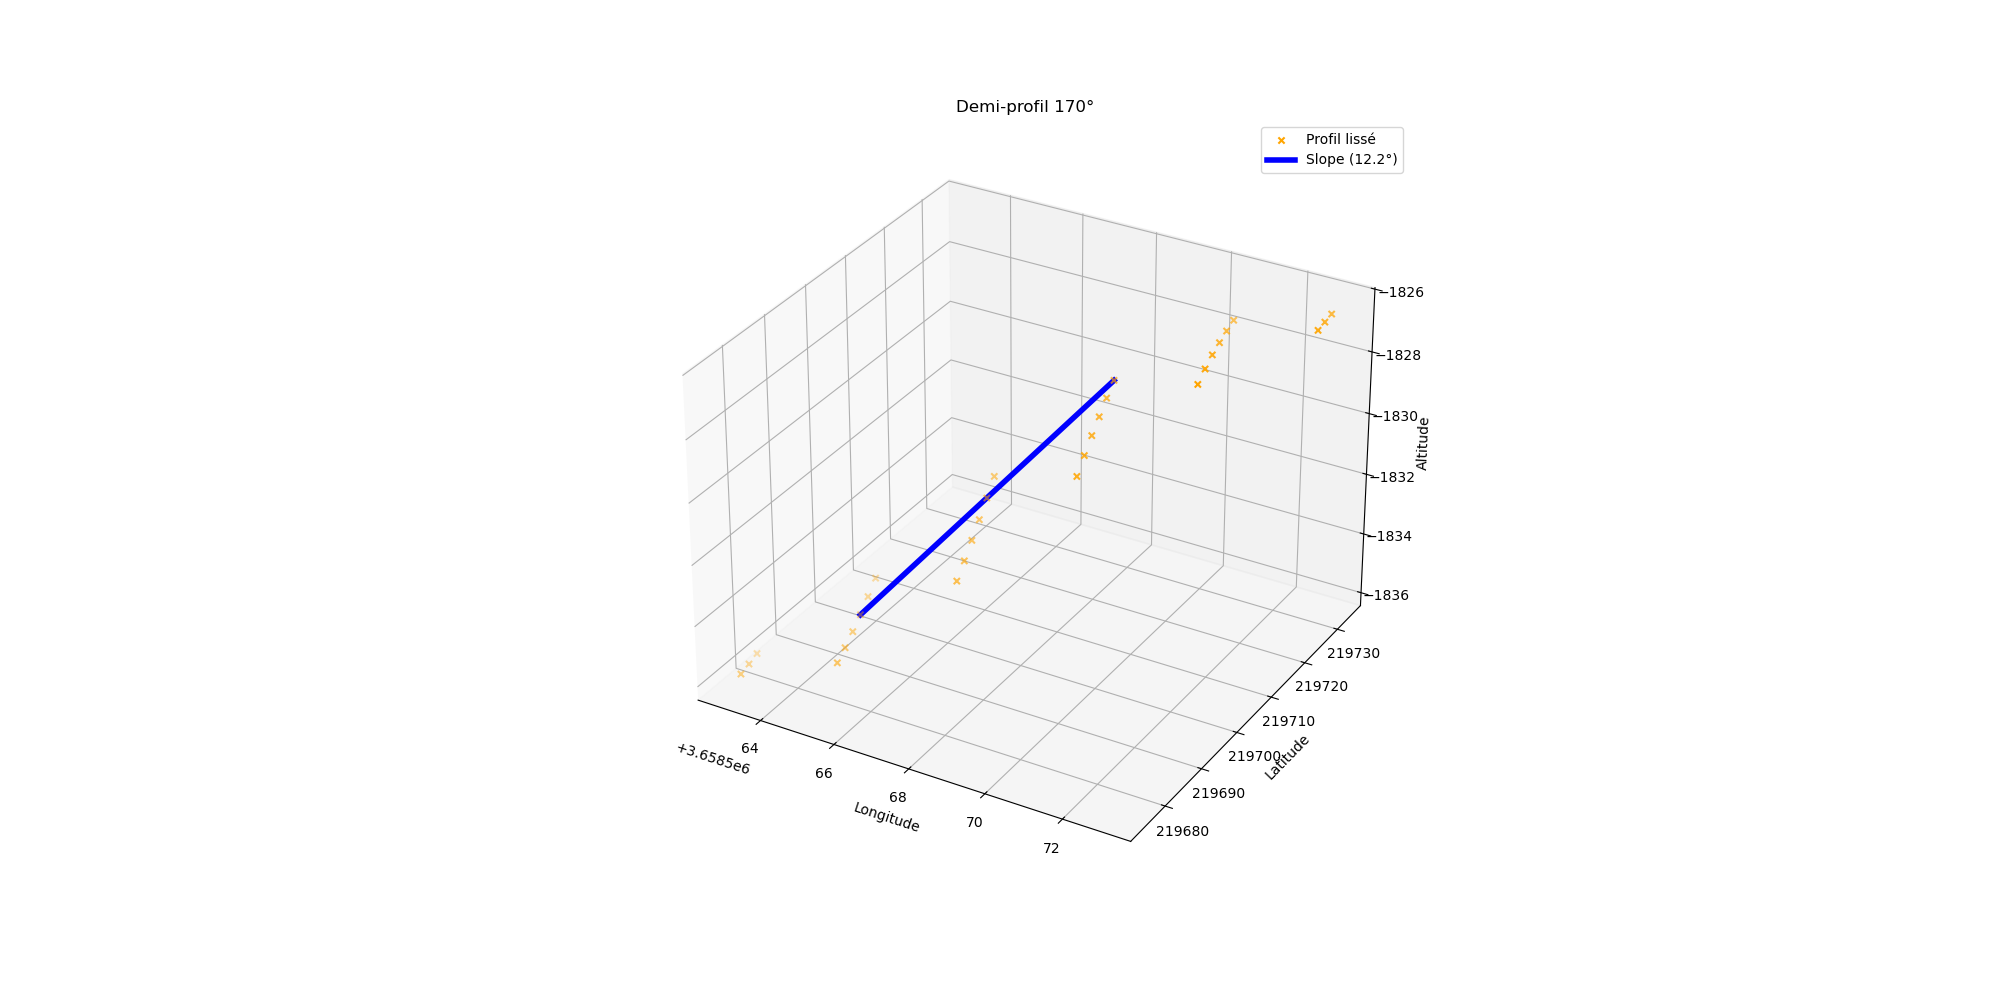 Demi-profil 170°
Profil lissé
Slope (12.2°)
−1826
−1828
−1830
−1832
−1834
−1836
Altitude
219730
219720
219710
219700
219690
219680
Latitude
64
66
68
70
72
+3.6585e6
Longitude